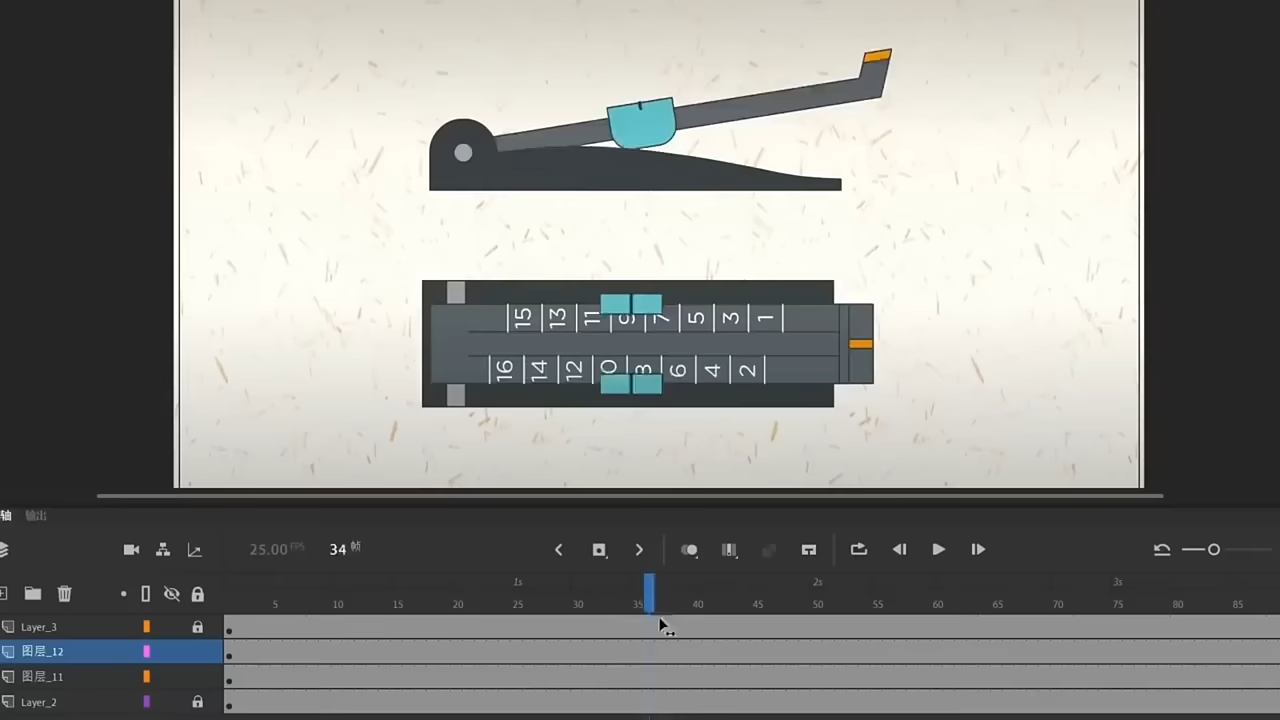 15 13 11 9 7 5 3 1
16 14 12 0 3 6 4 2
轴 输出
25.00 FPS 34 帧
1s 2s 3s
5 10 15 20 25 30 35 40 45 50 55 60 65 70 75 80 85
Layer_3
图层_12
图层_11
Layer_2